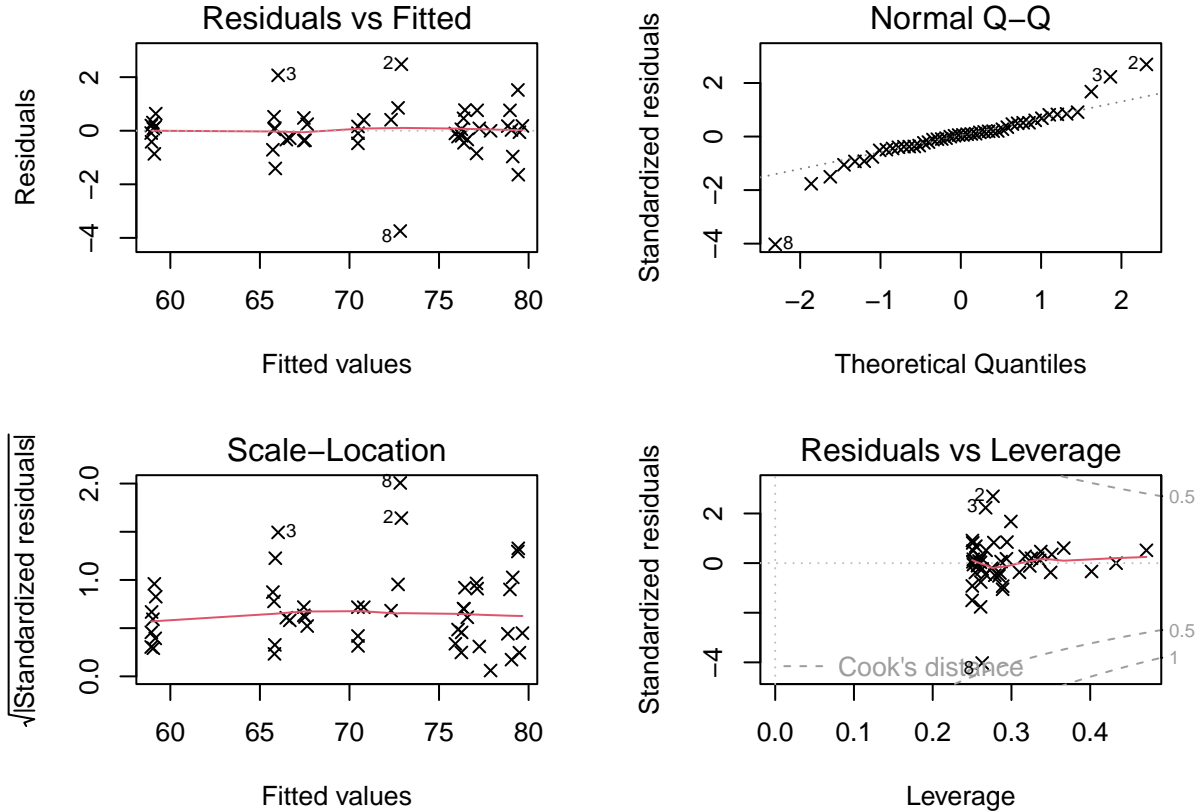 Residuals vs Fitted
Residuals
2
0
−2
−4
3
2
8
60 65 70 75 80
Fitted values
Normal Q−Q
Standardized residuals
2
0
−2
−4
3
2
8
−2 −1 0 1 2
Theoretical Quantiles
Scale−Location
√|Standardized residuals|
2.0
1.0
0.0
8
2
3
60 65 70 75 80
Fitted values
Residuals vs Leverage
Standardized residuals
2
0
−4
2
3
8
Cook's distance
0.5
0.5
1
0.0 0.1 0.2 0.3 0.4
Leverage